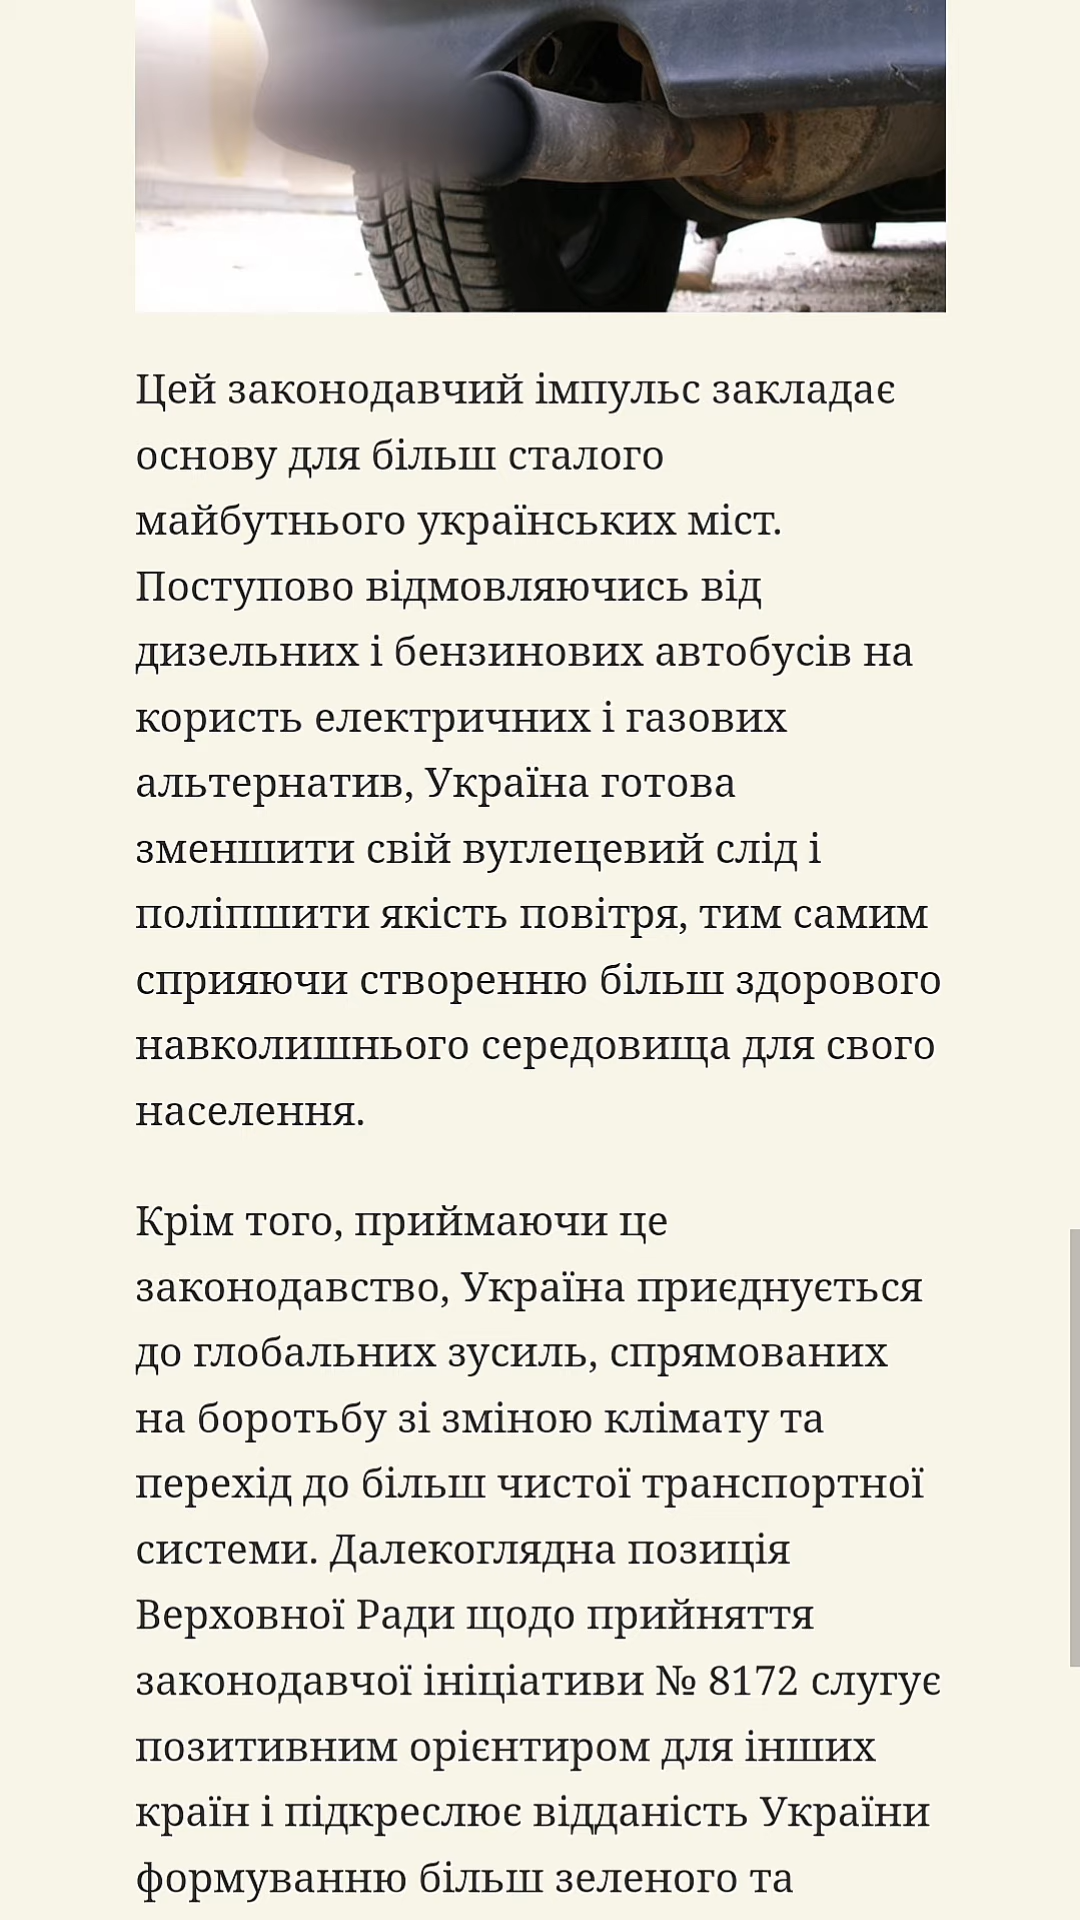 Цей законодавчий імпульс закладає
основу для більш сталого
майбутнього українських міст.
Поступово відмовляючись від
дизельних і бензинових автобусів на
користь електричних і газових
альтернатив, Україна готова
зменшити свій вуглецевий слід і
поліпшити якість повітря, тим самим
сприяючи створенню більш здорового
навколишнього середовища для свого
населення.
Крім того, приймаючи це
законодавство, Україна приєднується
до глобальних зусиль, спрямованих
на боротьбу зі зміною клімату та
перехід до більш чистої транспортної
системи. Далекоглядна позиція
Верховної Ради щодо прийняття
законодавчої ініціативи № 8172 слугує
позитивним орієнтиром для інших
країн і підкреслює відданість України
формуванню більш зеленого та